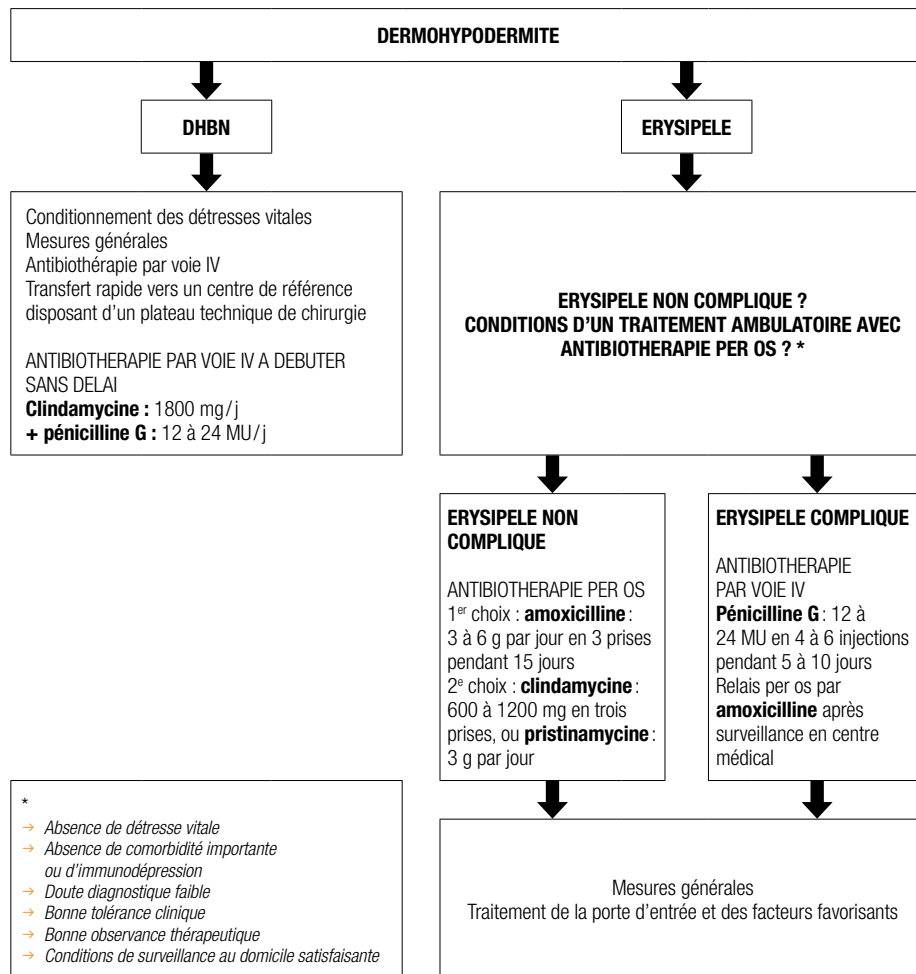 DERMOHYPODERMITE
DHBN
ERYSIPELE
Conditionnement des détresses vitales
Mesures générales
Antibiothérapie par voie IV
Transfert rapide vers un centre de référence
disposant d’un plateau technique de chirurgie
ANTIBIOTHERAPIE PAR VOIE IV A DEBUTER
SANS DELAI
Clindamycine : 1800 mg/j
+ pénicilline G : 12 à 24 MU/j
ERYSIPELE NON COMPLIQUE ?
CONDITIONS D’UN TRAITEMENT AMBULATOIRE AVEC
ANTIBIOTHERAPIE PER OS ? *
ERYSIPELE NON
COMPLIQUE
ANTIBIOTHERAPIE PER OS
1er choix : amoxicilline :
3 à 6 g par jour en 3 prises
pendant 15 jours
2e choix : clindamycine :
600 à 1200 mg en trois
prises, ou pristinamycine :
3 g par jour
ERYSIPELE COMPLIQUE
ANTIBIOTHERAPIE
PAR VOIE IV
Pénicilline G : 12 à
24 MU en 4 à 6 injections
pendant 5 à 10 jours
Relais per os par
amoxicilline après
surveillance en centre
médical
*
→ Absence de détresse vitale
→ Absence de comorbidité importante
ou d’immunodépression
→ Doute diagnostique faible
→ Bonne tolérance clinique
→ Bonne observance thérapeutique
→ Conditions de surveillance au domicile satisfaisante
Mesures générales
Traitement de la porte d’entrée et des facteurs favorisants